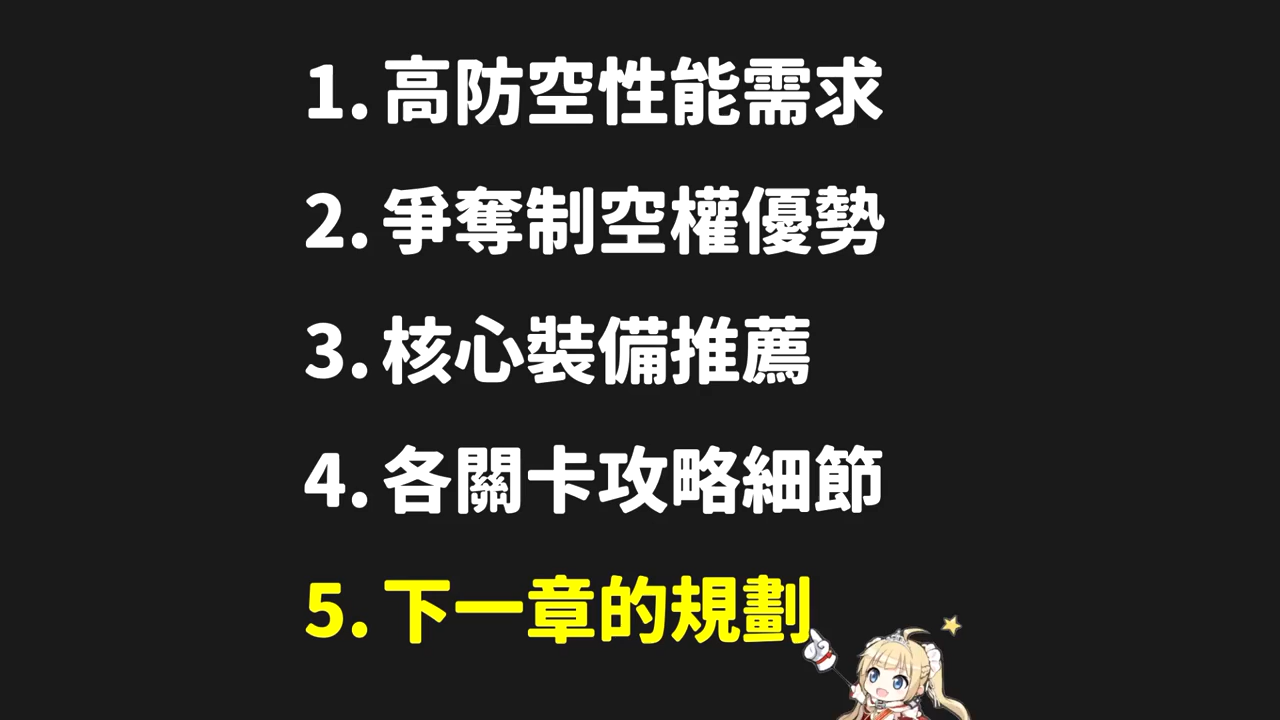 1. 高防空性能需求
2. 爭奪制空權優勢
3. 核心裝備推薦
4. 各關卡攻略細節
5. 下一章的規劃